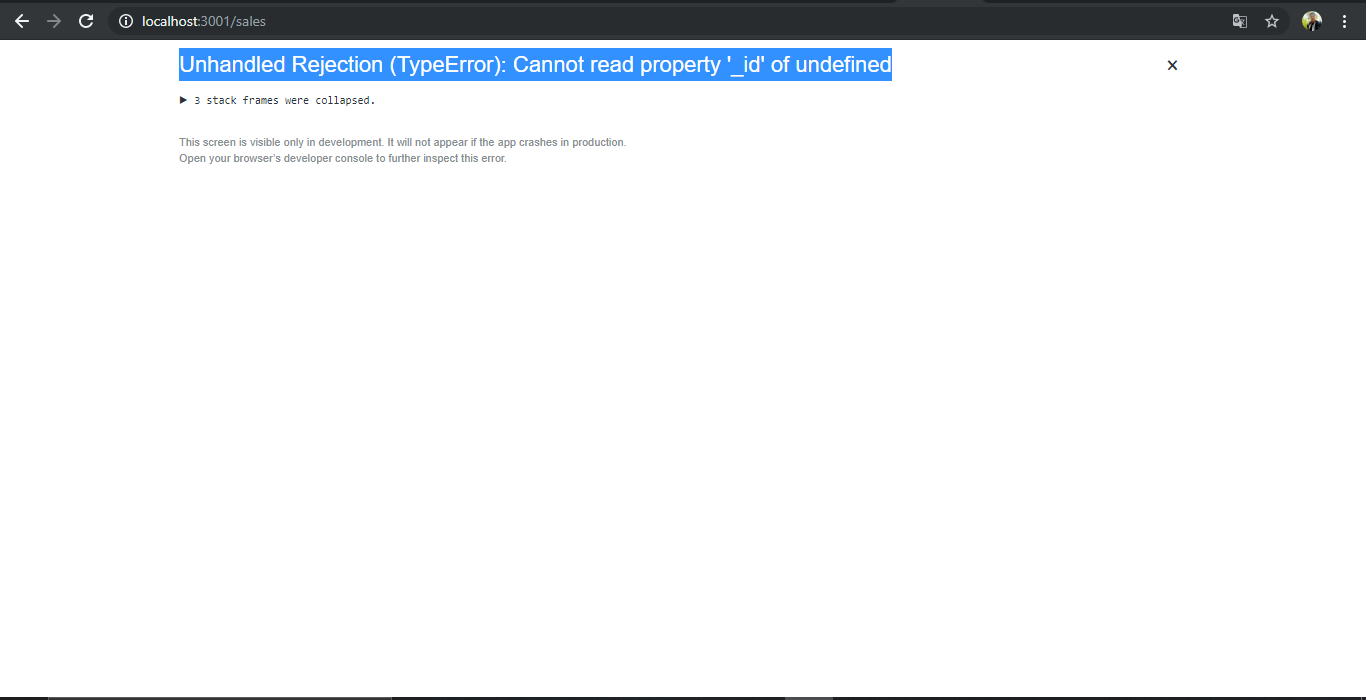 localhost:3001/sales
Unhandled Rejection (TypeError): Cannot read property '_id' of undefined
▶ 3 stack frames were collapsed.
This screen is visible only in development. It will not appear if the app crashes in production.
Open your browser's developer console to further inspect this error.